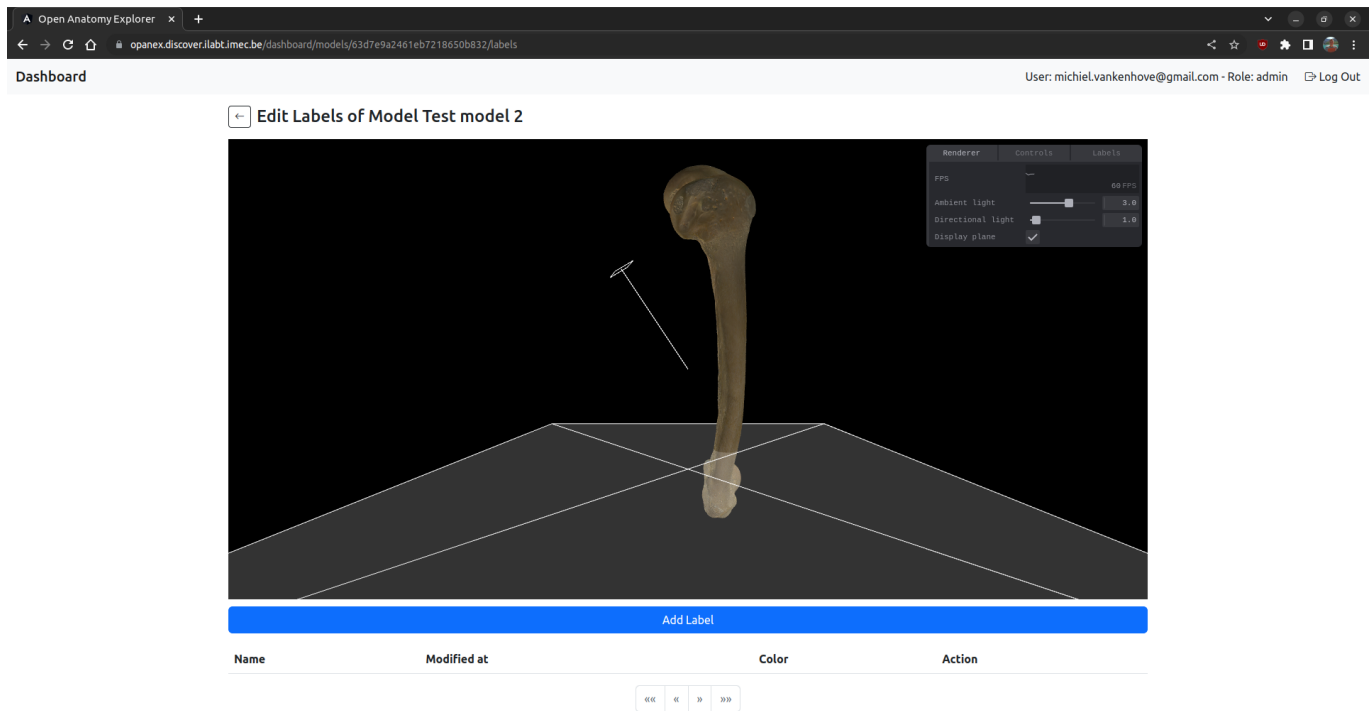 Open Anatomy Explorer
openex.discover.ilabt.imec.be/dashboard/models/63d7e9a2461eb7218650b832/labels
Dashboard
User: michiel.vankenhove@gmail.com - Role: admin
Log Out
Edit Labels of Model Test model 2
Renderer Controls Labels
FPS 60 FPS
Ambient light 3.0
Directional light 1.0
Display plane
Add Label
Name Modified at Color Action
«« « » »»